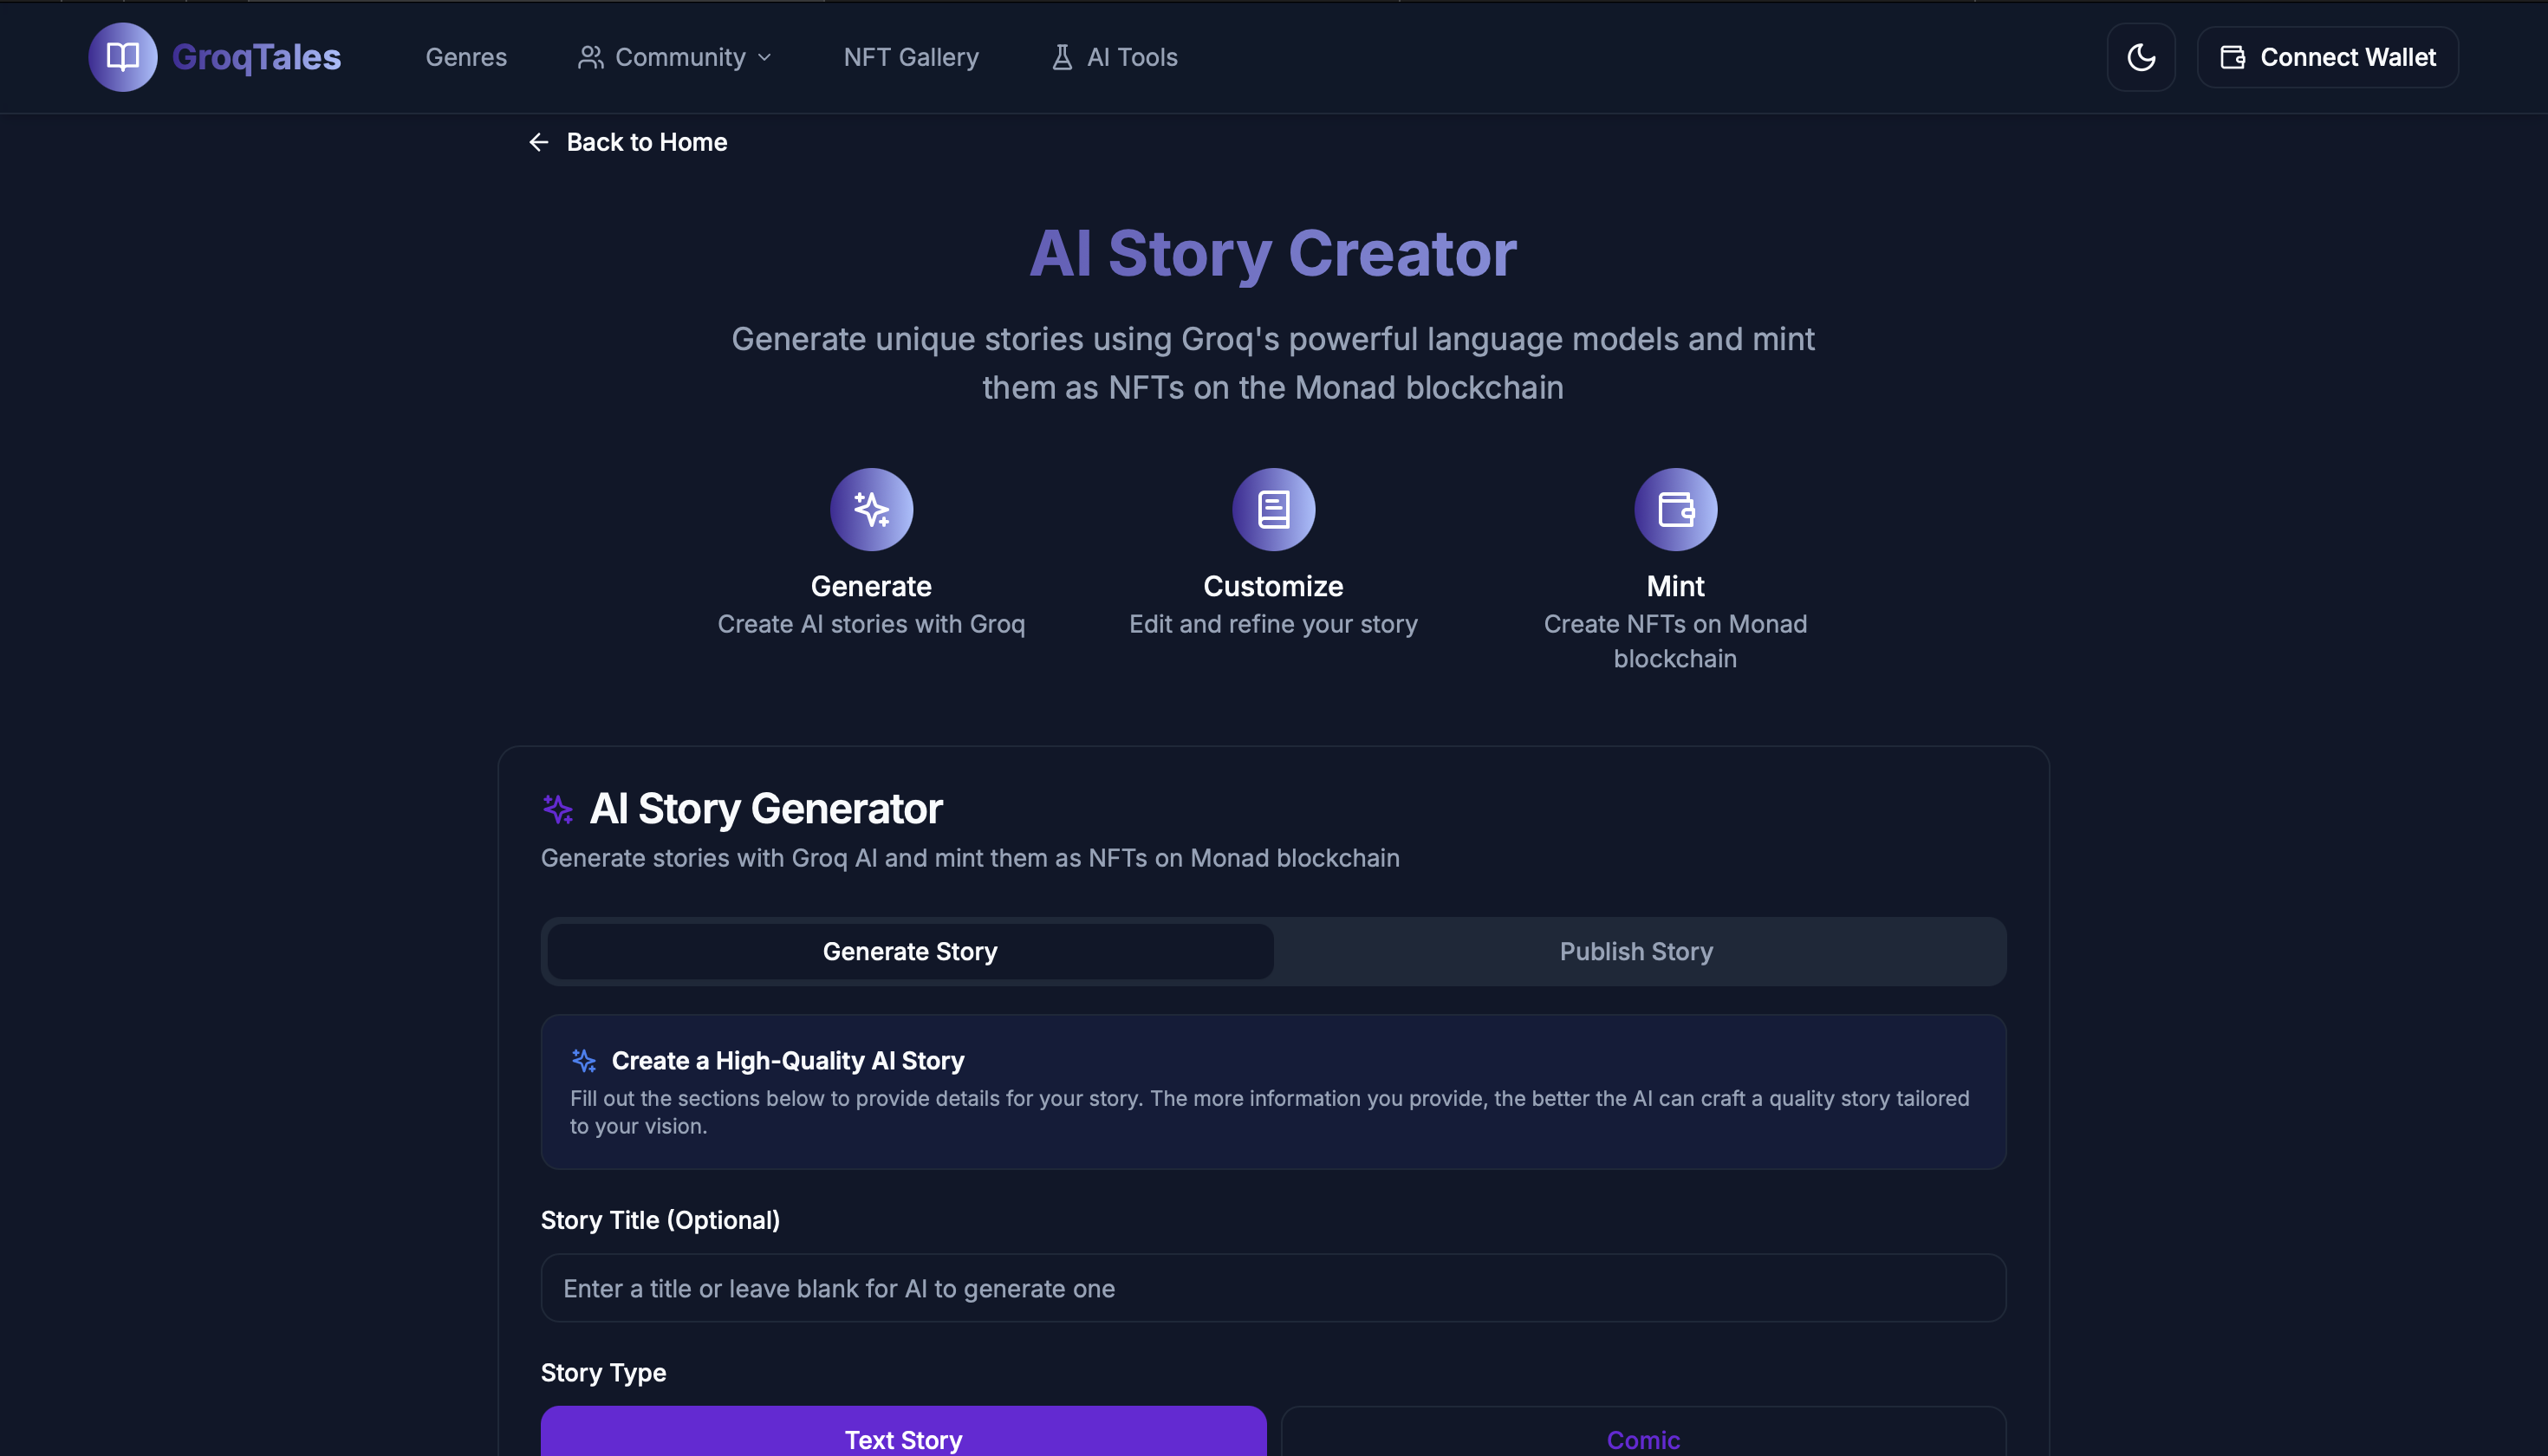 GroqTales
Genres
Community
NFT Gallery
AI Tools
Connect Wallet
Back to Home
AI Story Creator
Generate unique stories using Groq's powerful language models and mint
them as NFTs on the Monad blockchain
Generate
Create AI stories with Groq
Customize
Edit and refine your story
Mint
Create NFTs on Monad
blockchain
AI Story Generator
Generate stories with Groq AI and mint them as NFTs on Monad blockchain
Generate Story
Publish Story
Create a High-Quality AI Story
Fill out the sections below to provide details for your story. The more information you provide, the better the AI can craft a quality story tailored
to your vision.
Story Title (Optional)
Enter a title or leave blank for AI to generate one
Story Type
Text Story
Comic